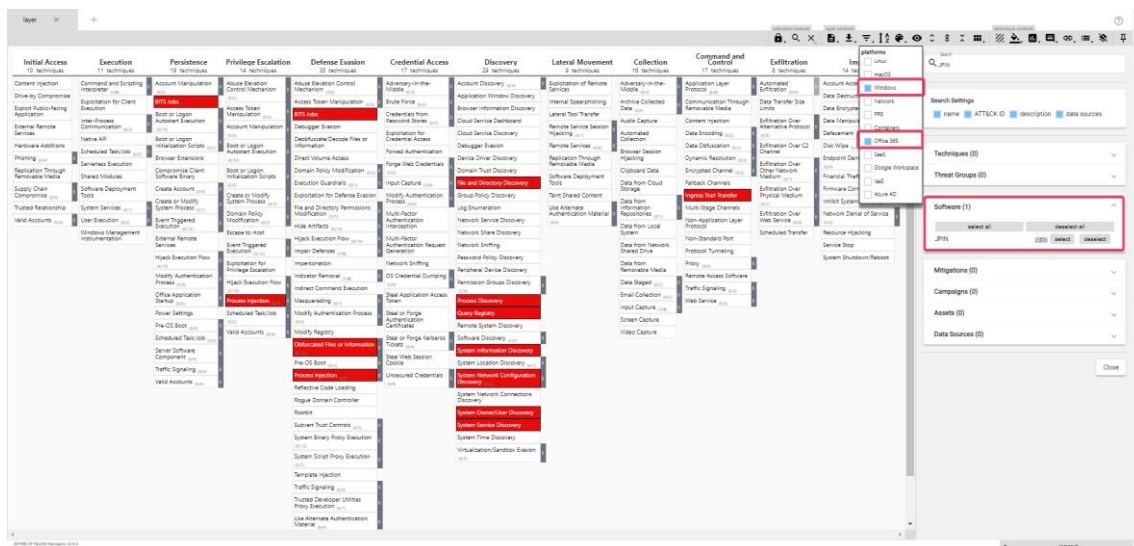 layer
selection controls
layer controls
technique controls
Initial Access
10 techniques
Content Injection
Drive-by Compromise
Exploit Public-Facing
Application
External Remote
Services
Hardware Additions
Phishing
Replication Through
Removable Media
Supply Chain
Compromise
Trusted Relationship
Valid Accounts
Execution
11 techniques
Command and Scripting
Interpreter
Exploitation for Client
Execution
Inter-Process
Communication
Native API
Scheduled Task/Job
Serverless Execution
Shared Modules
Software Deployment
Tools
System Services
User Execution
Windows Management
Instrumentation
Persistence
19 techniques
Account Manipulation
BITS Jobs
Boot or Logon
Autostart Execution
Boot or Logon
Initialization Scripts
Browser Extensions
Compromise Client
Software Binary
Create Account
Create or Modify
System Process
Event Triggered
Execution
External Remote
Services
Hijack Execution Flow
Modify Authentication
Process
Office Application
Startup
Power Settings
Pre-OS Boot
Scheduled Task/Job
Server Software
Component
Traffic Signaling
Valid Accounts
Privilege Escalation
14 techniques
Abuse Elevation
Control Mechanism
Access Token
Manipulation
Account Manipulation
Boot or Logon
Autostart Execution
Boot or Logon
Initialization Scripts
Create or Modify
System Process
Domain Policy
Modification
Escape to Host
Event Triggered
Execution
Exploitation for
Privilege Escalation
Hijack Execution Flow
Process Injection
Scheduled Task/Job
Valid Accounts
Defense Evasion
35 techniques
Abuse Elevation Control
Mechanism
Access Token Manipulation
BITS Jobs
Debugger Evasion
Deobfuscate/Decode Files or
Information
Direct Volume Access
Domain Policy Modification
Execution Guardrails
Exploitation for Defense Evasion
File and Directory Permissions
Modification
Hide Artifacts
Hijack Execution Flow
Impair Defenses
Impersonation
Indicator Removal
Indirect Command Execution
Masquerading
Modify Authentication Process
Modify Registry
Obfuscated Files or Information
Pre-OS Boot
Process Injection
Reflective Code Loading
Rogue Domain Controller
Rootkit
Subvert Trust Controls
System Binary Proxy Execution
System Script Proxy Execution
Template Injection
Traffic Signaling
Trusted Developer Utilities
Proxy Execution
Use Alternate Authentication
Material
Credential Access
17 techniques
Adversary-in-the-
Middle
Brute Force
Credentials from
Password Stores
Exploitation for
Credential Access
Forced Authentication
Forge Web Credentials
Input Capture
Modify Authentication
Process
Multi-Factor
Authentication
Interception
Multi-Factor
Authentication Request
Generation
Network Sniffing
OS Credential Dumping
Steal Application Access
Token
Steal or Forge
Authentication
Certificates
Steal or Forge Kerberos
Tickets
Steal Web Session
Cookie
Unsecured Credentials
Discovery
29 techniques
Account Discovery
Application Window Discovery
Browser Information Discovery
Cloud Service Dashboard
Cloud Service Discovery
Debugger Evasion
Device Driver Discovery
Domain Trust Discovery
File and Directory Discovery
Group Policy Discovery
Log Enumeration
Network Service Discovery
Network Share Discovery
Network Sniffing
Password Policy Discovery
Peripheral Device Discovery
Permission Groups Discovery
Process Discovery
Query Registry
Remote System Discovery
Software Discovery
System Information Discovery
System Location Discovery
System Network Configuration
Discovery
System Network Connections
Discovery
System Owner/User Discovery
System Service Discovery
System Time Discovery
Virtualization/Sandbox Evasion
Lateral Movement
9 techniques
Exploitation of Remote
Services
Internal Spearphishing
Lateral Tool Transfer
Remote Service Session
Hijacking
Remote Services
Replication Through
Removable Media
Software Deployment
Tools
Taint Shared Content
Use Alternate
Authentication Material
Collection
16 techniques
Adversary-in-the-
Middle
Archive Collected
Data
Audio Capture
Automated
Collection
Browser Session
Hijacking
Clipboard Data
Data from Cloud
Storage
Data from
Information
Repositories
Data from Local
System
Data from Network
Shared Drive
Data from
Removable Media
Data Staged
Email Collection
Input Capture
Screen Capture
Video Capture
Command and
Control
17 techniques
Application Layer
Protocol
Communication Through
Removable Media
Content Injection
Data Encoding
Data Obfuscation
Dynamic Resolution
Encrypted Channel
Fallback Channels
Ingress Tool Transfer
Multi-Stage Channels
Non-Application Layer
Protocol
Non-Standard Port
Protocol Tunneling
Proxy
Remote Access Software
Traffic Signaling
Web Service
Exfiltration
8 techniques
Automated
Exfiltration
Data Transfer Size
Limits
Exfiltration Over
Alternative Protocol
Exfiltration Over C2
Channel
Exfiltration Over
Other Network
Medium
Exfiltration Over
Physical Medium
Exfiltration Over
Web Service
Scheduled Transfer
Im
Account Acc
Data Destruct
Data Encrypte
Data Manipula
Defacement
Disk Wipe
Endpoint Den
Financial Theft
Firmware Corr
Inhibit System
Network Denial of Service
Resource Hijacking
Service Stop
System Shutdown/Reboot
platforms
Linux
macOS
Windows
Network
PRE
Containers
Office 365
SaaS
Google Workspace
IaaS
Azure AD
Search
JPIN
Search Settings
name ATT&CK ID description data sources
Techniques (0)
Threat Groups (0)
Software (1)
select all deselect all
JPIN view select deselect
Mitigations (0)
Campaigns (0)
Assets (0)
Data Sources (0)
Close
legend